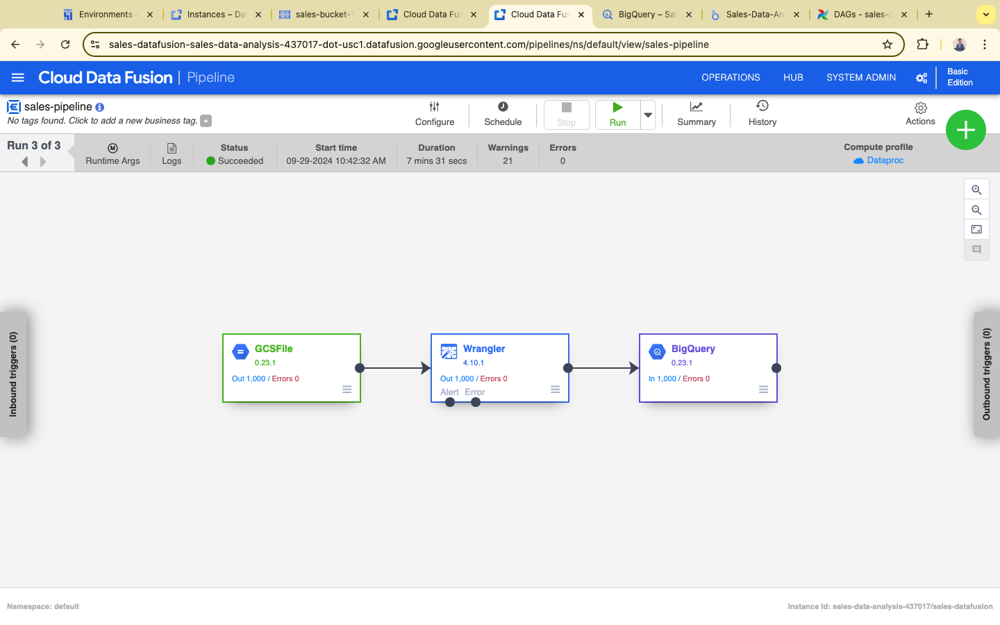 Environments -
Instances – Da
sales-bucket-1
Cloud Data Fus
Cloud Data Fus
BigQuery – Sal
Sales-Data-An
DAGs - sales-c
sales-datafusion-sales-data-analysis-437017-dot-usc1.datafusion.googleusercontent.com/pipelines/ns/default/view/sales-pipeline
Cloud Data Fusion | Pipeline
OPERATIONS
HUB
SYSTEM ADMIN
Basic
Edition
sales-pipeline
No tags found. Click to add a new business tag.
Configure
Schedule
Stop
Run
Summary
History
Actions
Run 3 of 3
Runtime Args
Logs
Status
Succeeded
Start time
09-29-2024 10:42:32 AM
Duration
7 mins 31 secs
Warnings
21
Errors
0
Compute profile
Dataproc
Inbound triggers (0)
GCSFile
0.23.1
Out 1,000 / Errors 0
Wrangler
4.10.1
Out 1,000 / Errors 0
Alert Error
BigQuery
0.23.1
In 1,000 / Errors 0
Outbound triggers (0)
Namespace: default
Instance Id: sales-data-analysis-437017/sales-datafusion